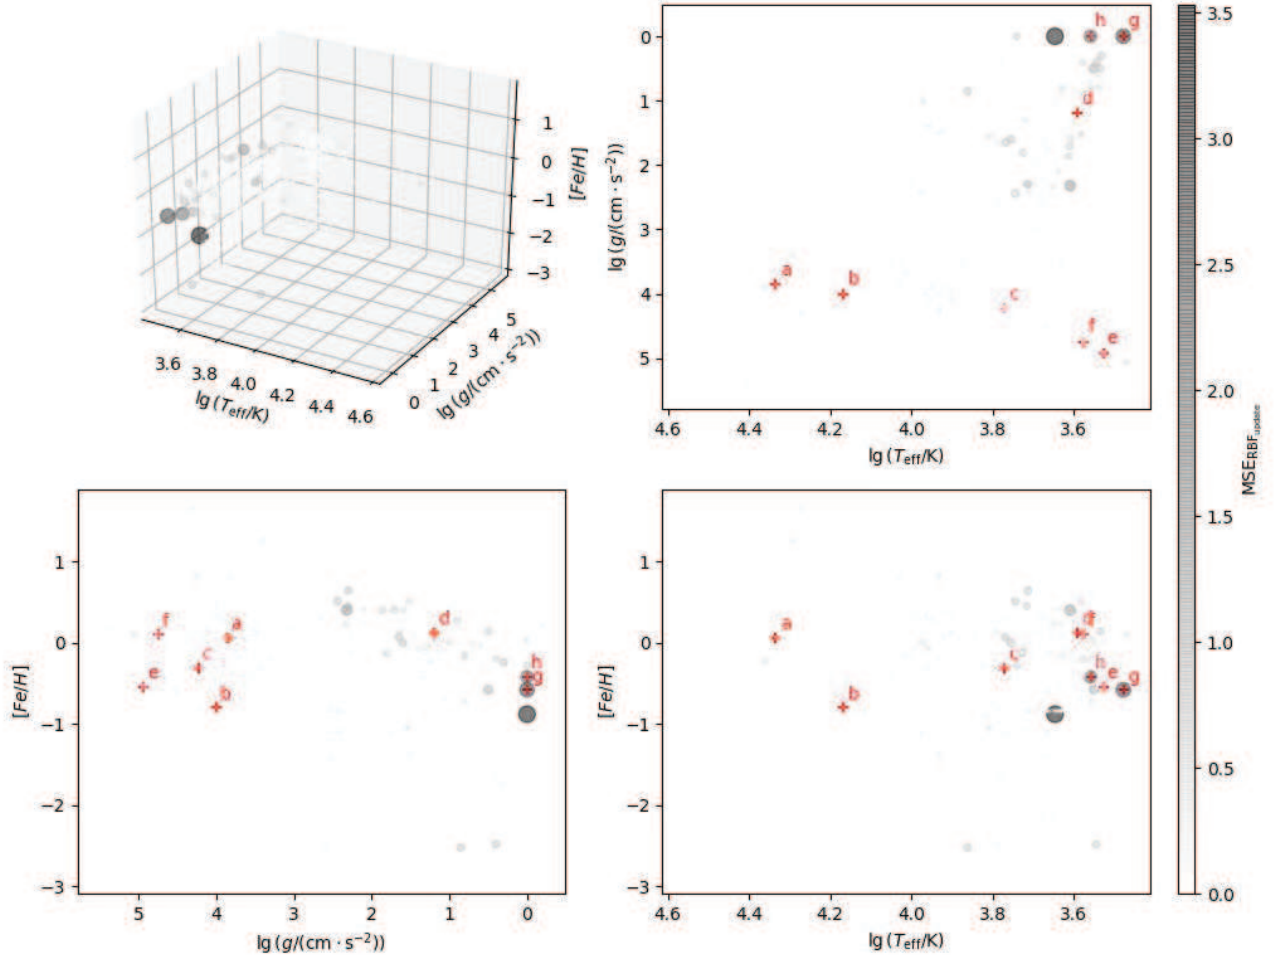 1
0
−1
−2
−3
[Fe/H]
3.6
3.8
4.0
4.2
4.4
4.6
lg (Teff/K)
0
1
2
3
4
5
lg (g/(cm · s⁻²))
0
1
2
3
4
5
lg (g/(cm · s⁻²))
h
g
d
a
b
c
f
e
4.6
4.4
4.2
4.0
3.8
3.6
lg (Teff/K)
3.5
3.0
2.5
2.0
1.5
1.0
0.5
0.0
MSE RBF update
1
0
−1
−2
−3
[Fe/H]
f
a
d
c
e
b
h
g
5
4
3
2
1
0
lg (g/(cm · s⁻²))
1
0
−1
−2
−3
[Fe/H]
a
c
h
e
g
b
4.6
4.4
4.2
4.0
3.8
3.6
lg (Teff/K)